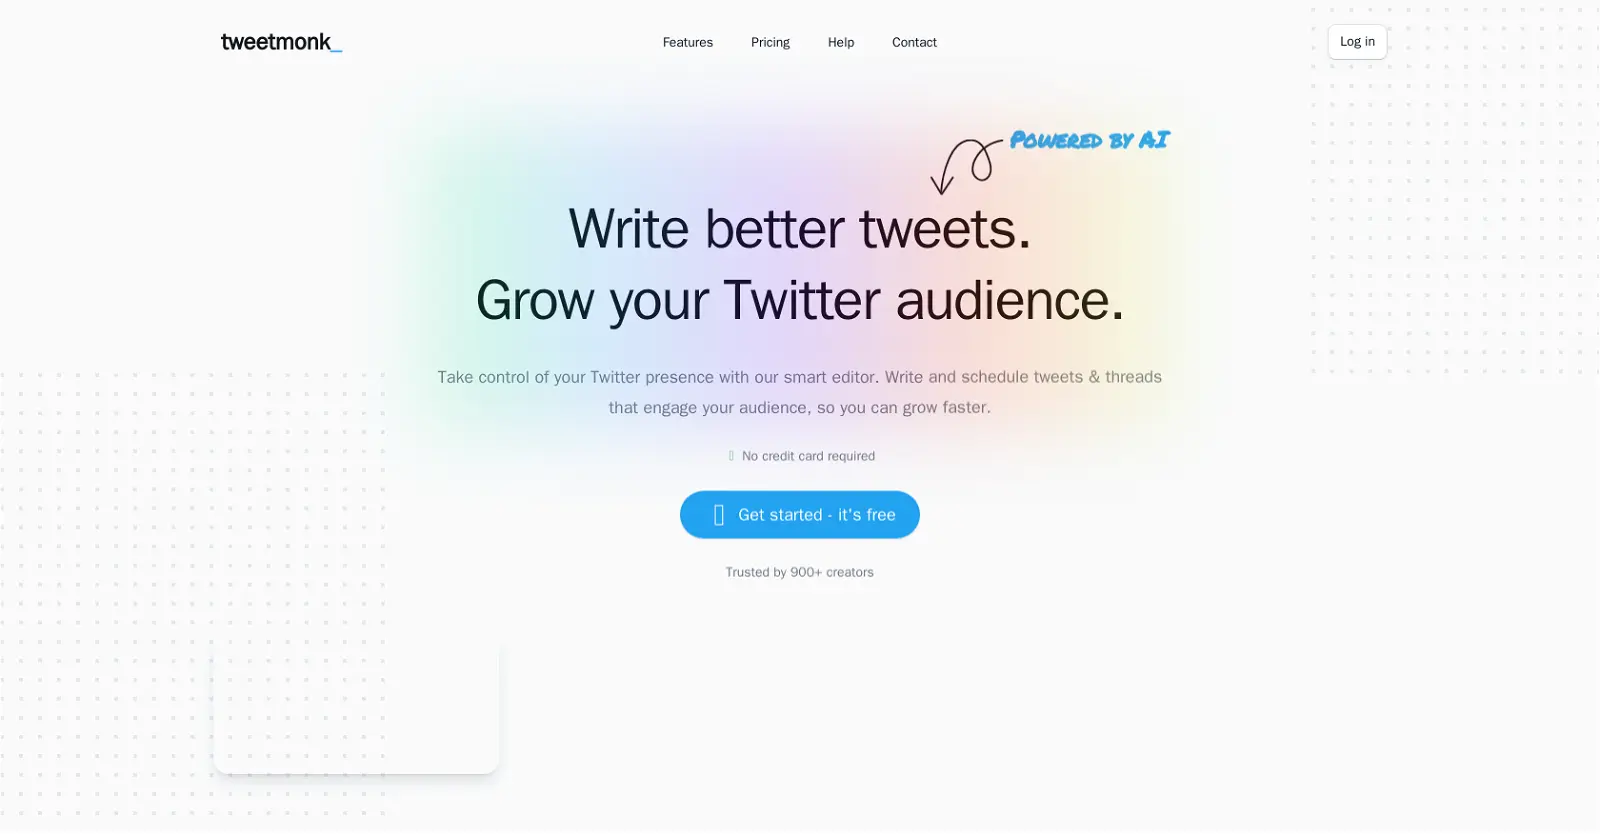 tweetmonk_
Features
Pricing
Help
Contact
Log in
Powered by AI
Write better tweets.
Grow your Twitter audience.
Take control of your Twitter presence with our smart editor. Write and schedule tweets & threads
that engage your audience, so you can grow faster.
No credit card required
Get started - it's free
Trusted by 900+ creators